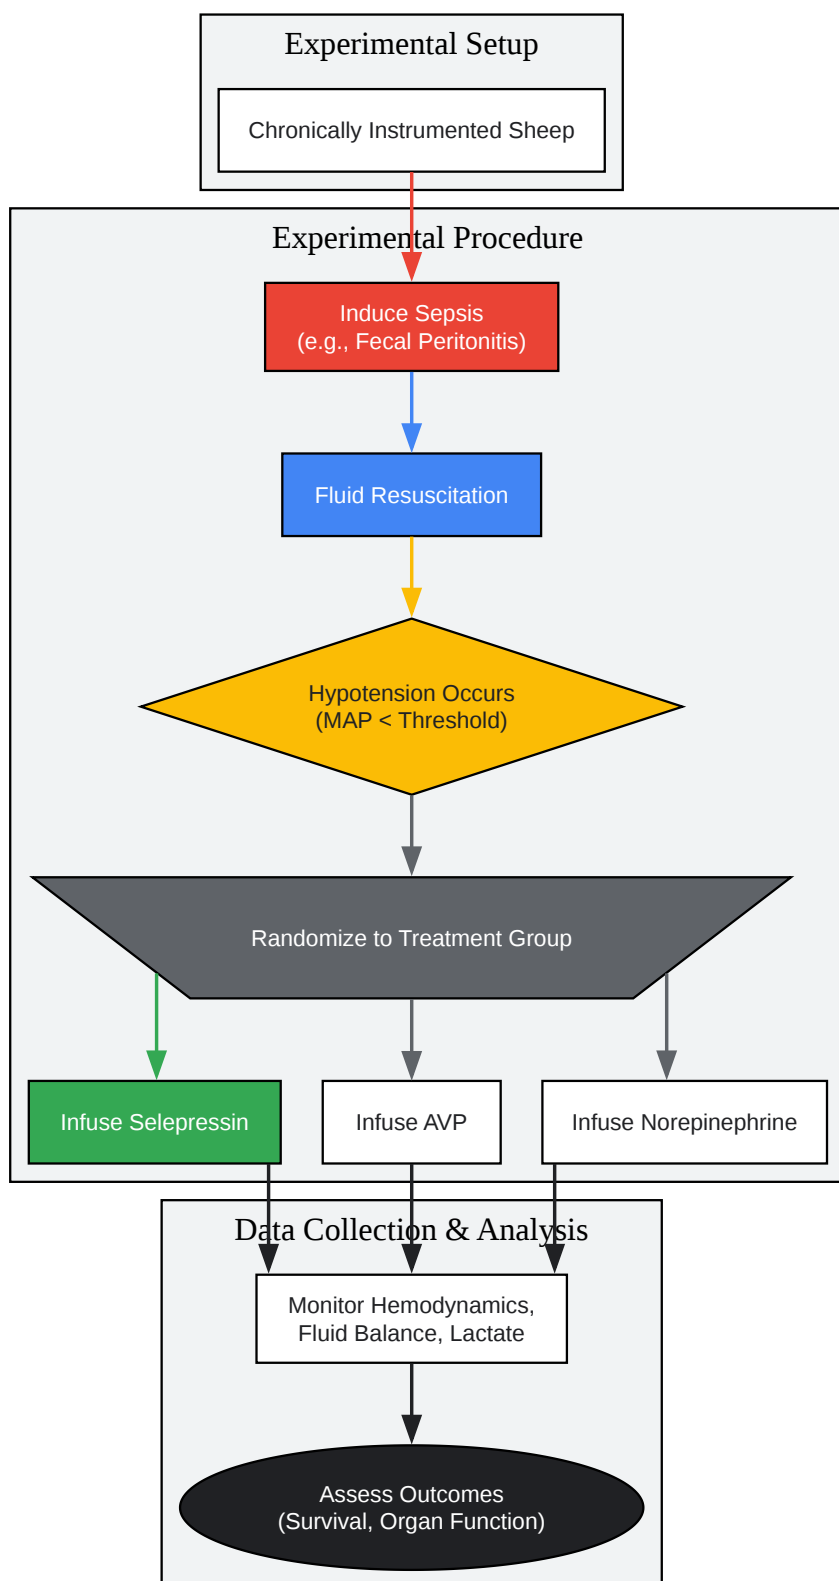 Experimental Setup
Chronically Instrumented Sheep
Experimental Procedure
Induce Sepsis
(e.g., Fecal Peritonitis)
Fluid Resuscitation
Hypotension Occurs
(MAP < Threshold)
Randomize to Treatment Group
Infuse Selepressin
Infuse AVP
Infuse Norepinephrine
Data Collection & Analysis
Monitor Hemodynamics,
Fluid Balance, Lactate
Assess Outcomes
(Survival, Organ Function)